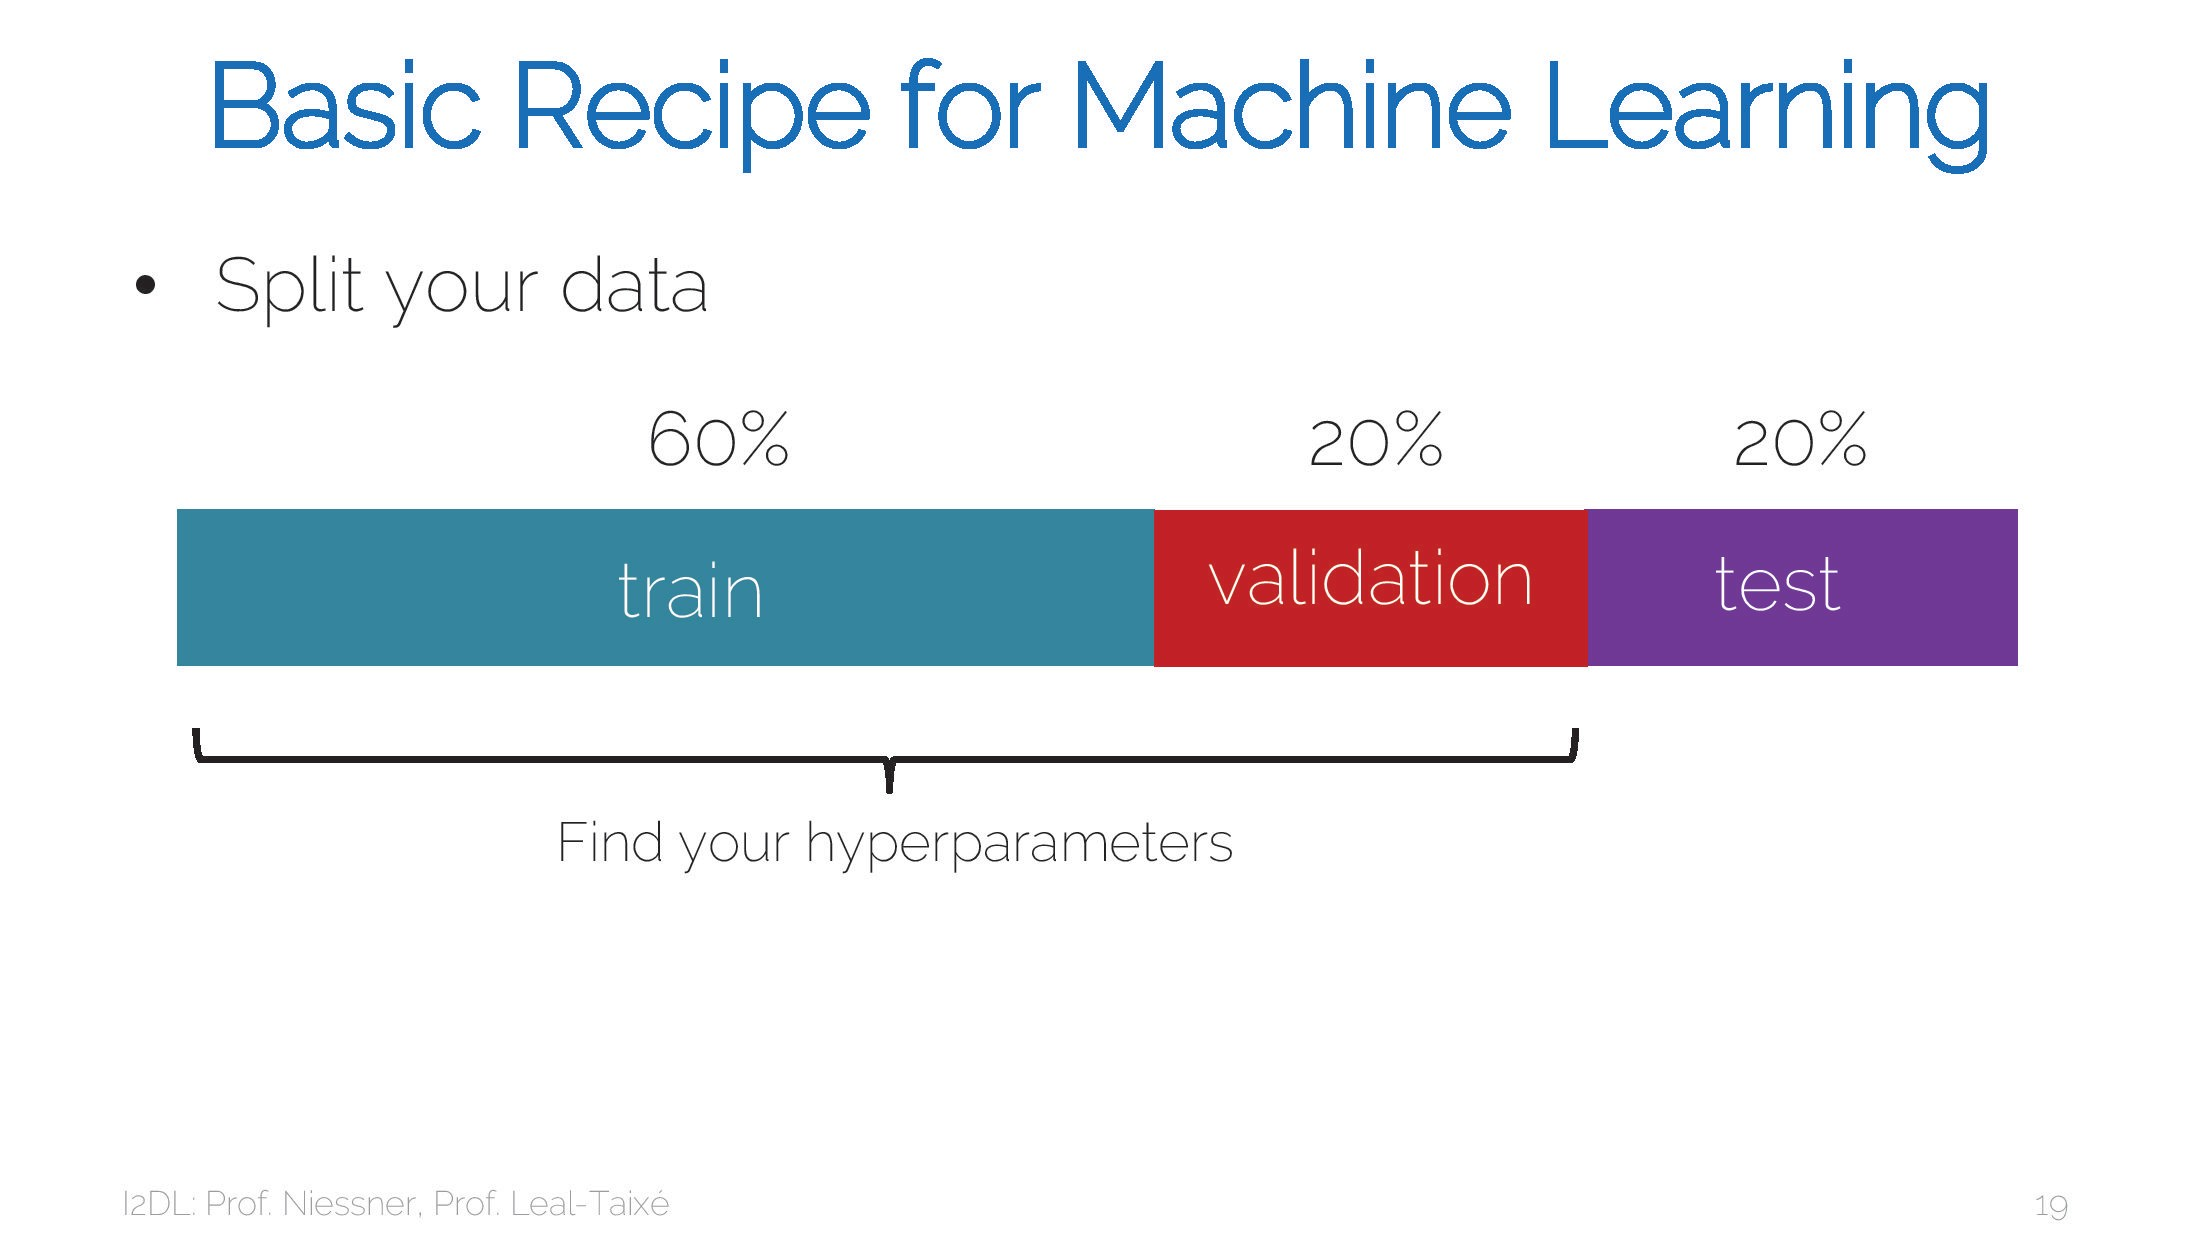 Basic Recipe for Machine Learning
• Split your data
60% 20% 20%
train validation test
Find your hyperparameters
I2DL: Prof. Niessner, Prof. Leal-Taixé 19